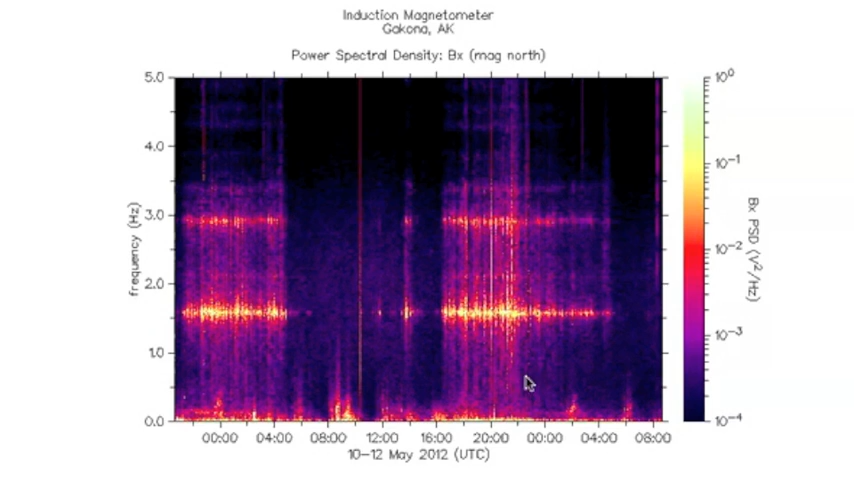 Induction Magnetometer
Gakona, AK
Power Spectral Density: Bx (mag north)
5.0
4.0
3.0
2.0
1.0
0.0
frequency (Hz)
00:00 04:00 08:00 12:00 16:00 20:00 00:00 04:00 08:00
10-12 May 2012 (UTC)
10⁰
10⁻¹
10⁻²
10⁻³
10⁻⁴
Bx PSD (V²/Hz)